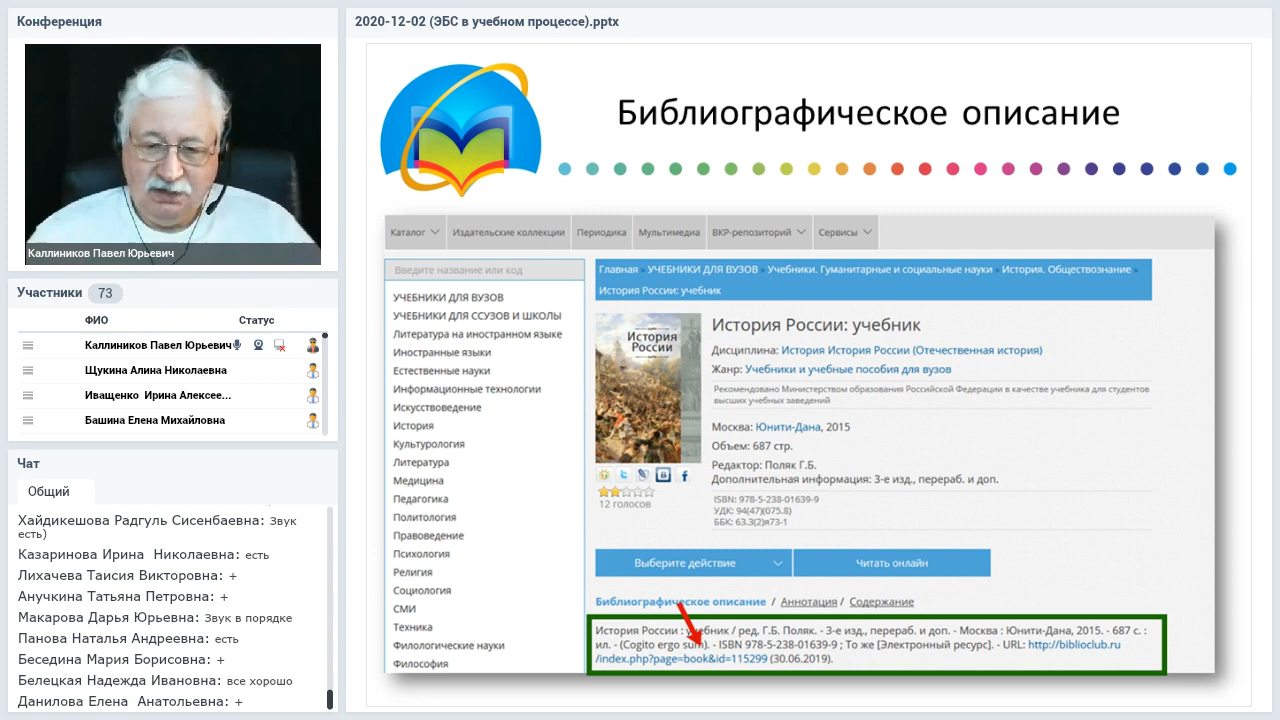 Конференция
Каллиников Павел Юрьевич
Участники 73
ФИО Статус
Каллиников Павел Юрьевич
Щукина Алина Николаевна
Иващенко Ирина Алексее...
Башина Елена Михайловна
Чат
Общий
Хайдикешова Радгуль Сисенбаевна: Звук
есть)
Казаринова Ирина Николаевна: есть
Лихачева Таисия Викторовна: +
Анучкина Татьяна Петровна: +
Макарова Дарья Юрьевна: Звук в порядке
Панова Наталья Андреевна: есть
Беседина Мария Борисовна: +
Белецкая Надежда Ивановна: все хорошо
Данилова Елена Анатольевна: +
2020-12-02 (ЭБС в учебном процессе).pptx
Библиографическое описание
Каталог Издательские коллекции Периодика Мультимедиа ВКР-репозиторий Сервисы
Введите название или код
УЧЕБНИКИ ДЛЯ ВУЗОВ
УЧЕБНИКИ ДЛЯ ССУЗОВ И ШКОЛЫ
Литература на иностранном языке
Иностранные языки
Естественные науки
Информационные технологии
Искусствоведение
История
Культурология
Литература
Медицина
Педагогика
Политология
Правоведение
Психология
Религия
Социология
СМИ
Техника
Филологические науки
Философия
Главная » УЧЕБНИКИ ДЛЯ ВУЗОВ » Учебники. Гуманитарные и социальные науки » История. Обществознание »
История России: учебник
История
России
12 голосов
История России: учебник
Дисциплина: История История России (Отечественная история)
Жанр: Учебники и учебные пособия для вузов
Рекомендовано Министерством образования Российской Федерации в качестве учебника для студентов
высших учебных заведений
Москва: Юнити-Дана, 2015
Объем: 687 стр.
Редактор: Поляк Г.Б.
Дополнительная информация: 3-е изд., перераб. и доп.
ISBN: 978-5-238-01639-9
УДК: 94(47)(075.8)
ББК: 63.3(2)я73-1
Выберите действие Читать онлайн
Библиографическое описание / Аннотация / Содержание
История России : учебник / ред. Г.Б. Поляк. - 3-е изд., перераб. и доп. - Москва : Юнити-Дана, 2015. - 687 с. :
ил. - (Cogito ergo sum). - ISBN 978-5-238-01639-9 ; То же [Электронный ресурс]. - URL: http://biblioclub.ru
/index.php?page=book&id=115299 (30.06.2019).